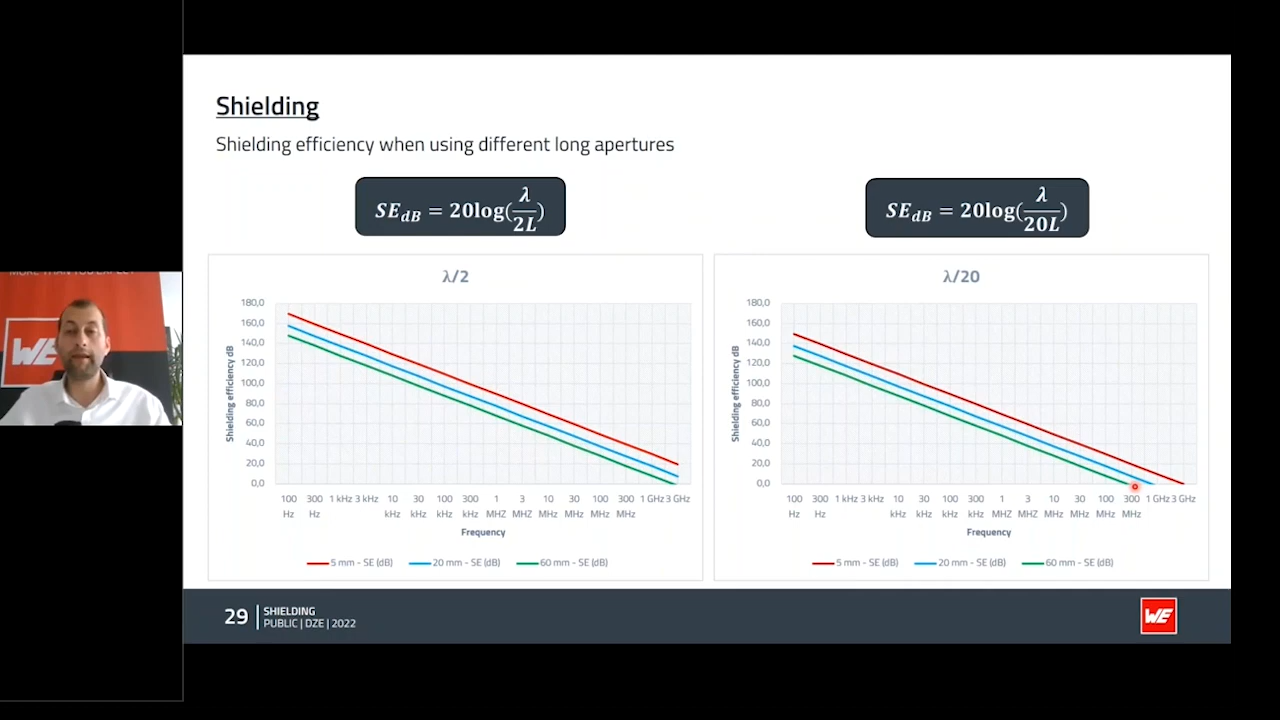 Shielding
Shielding efficiency when using different long apertures
SE_dB = 20log(λ/2L)
SE_dB = 20log(λ/20L)
λ/2
180,0
160,0
140,0
120,0
100,0
80,0
60,0
40,0
20,0
0,0
Shielding efficiency dB
100 Hz 300 Hz 1 kHz 3 kHz 10 kHz 30 kHz 100 kHz 300 kHz 1 MHZ 3 MHZ 10 MHz 30 MHz 100 MHz 300 MHz 1 GHz 3 GHz
Frequency
5 mm - SE (dB) 20 mm - SE (dB) 60 mm - SE (dB)
λ/20
180,0
160,0
140,0
120,0
100,0
80,0
60,0
40,0
20,0
0,0
Shielding efficiency dB
100 Hz 300 Hz 1 kHz 3 kHz 10 kHz 30 kHz 100 kHz 300 kHz 1 MHZ 3 MHZ 10 MHz 30 MHz 100 MHz 300 MHz 1 GHz 3 GHz
Frequency
5 mm - SE (dB) 20 mm - SE (dB) 60 mm - SE (dB)
MORE THAN YOU EXPECT
WE
29
SHIELDING
PUBLIC | DZE | 2022
WE